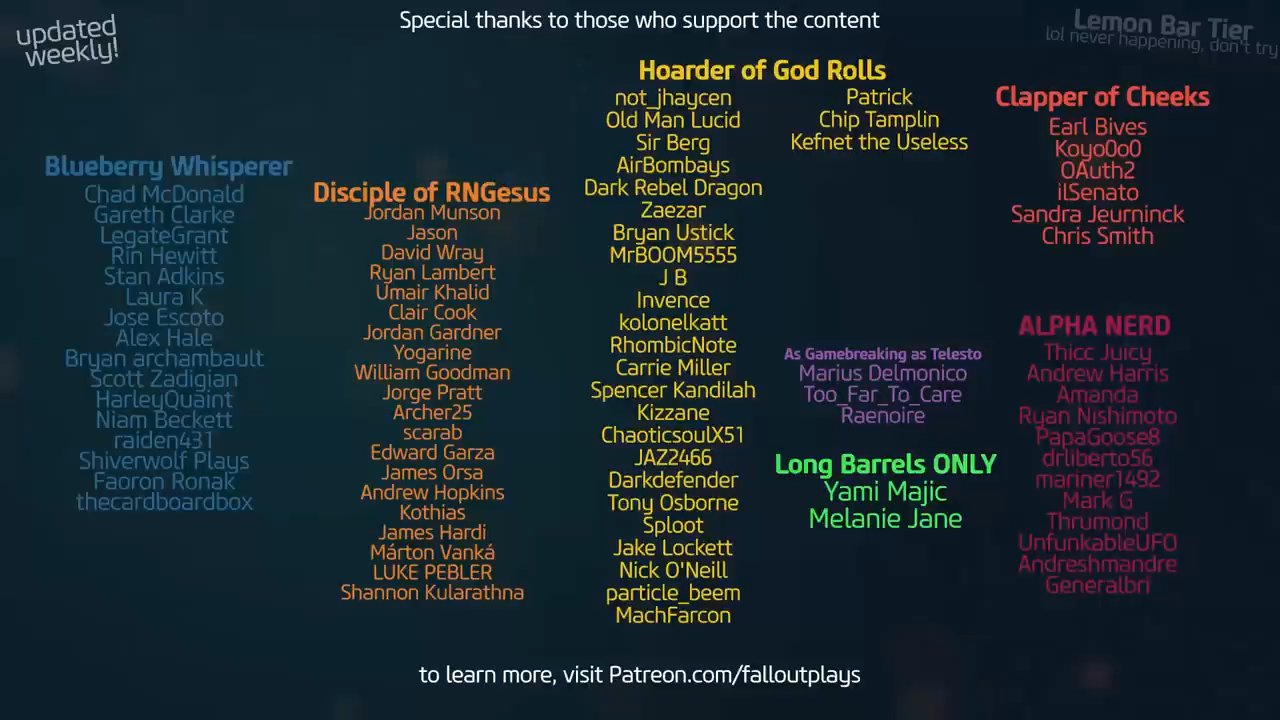 updated
weekly!
Special thanks to those who support the content
Lemon Bar Tier
lol never happening, don't try
Blueberry Whisperer
Chad McDonald
Gareth Clarke
LegateGrant
Rin Hewitt
Stan Adkins
Laura K
Jose Escoto
Alex Hale
Bryan archambault
Scott Zadigian
HarleyQuaint
Niam Beckett
raiden431
Shiverwolf Plays
Faoron Ronak
thecardboardbox
Disciple of RNGesus
Jordan Munson
Jason
David Wray
Ryan Lambert
Umair Khalid
Clair Cook
Jordan Gardner
Yogarine
William Goodman
Jorge Pratt
Archer25
scarab
Edward Garza
James Orsa
Andrew Hopkins
Kothias
James Hardi
Márton Vanká
LUKE PEBLER
Shannon Kularathna
Hoarder of God Rolls
not_jhaycen
Old Man Lucid
Sir Berg
AirBombays
Dark Rebel Dragon
Zaezar
Bryan Ustick
MrBOOM5555
J B
Invence
kolonelkatt
RhombicNote
Carrie Miller
Spencer Kandilah
Kizzane
ChaoticsoulX51
JAZ2466
Darkdefender
Tony Osborne
Sploot
Jake Lockett
Nick O'Neill
particle_beem
MachFarcon
Patrick
Chip Tamplin
Kefnet the Useless
As Gamebreaking as Telesto
Marius Delmonico
Too_Far_To_Care
Raenoire
Long Barrels ONLY
Yami Majic
Melanie Jane
Clapper of Cheeks
Earl Bives
Koyo0o0
OAuth2
ilSenato
Sandra Jeurninck
Chris Smith
ALPHA NERD
Thicc Juicy
Andrew Harris
Amanda
Ryan Nishimoto
PapaGoose8
drliberto56
mariner1492
Mark G
Thrumond
UnfunkableUFO
Andreshmandre
Generalbri
to learn more, visit Patreon.com/falloutplays